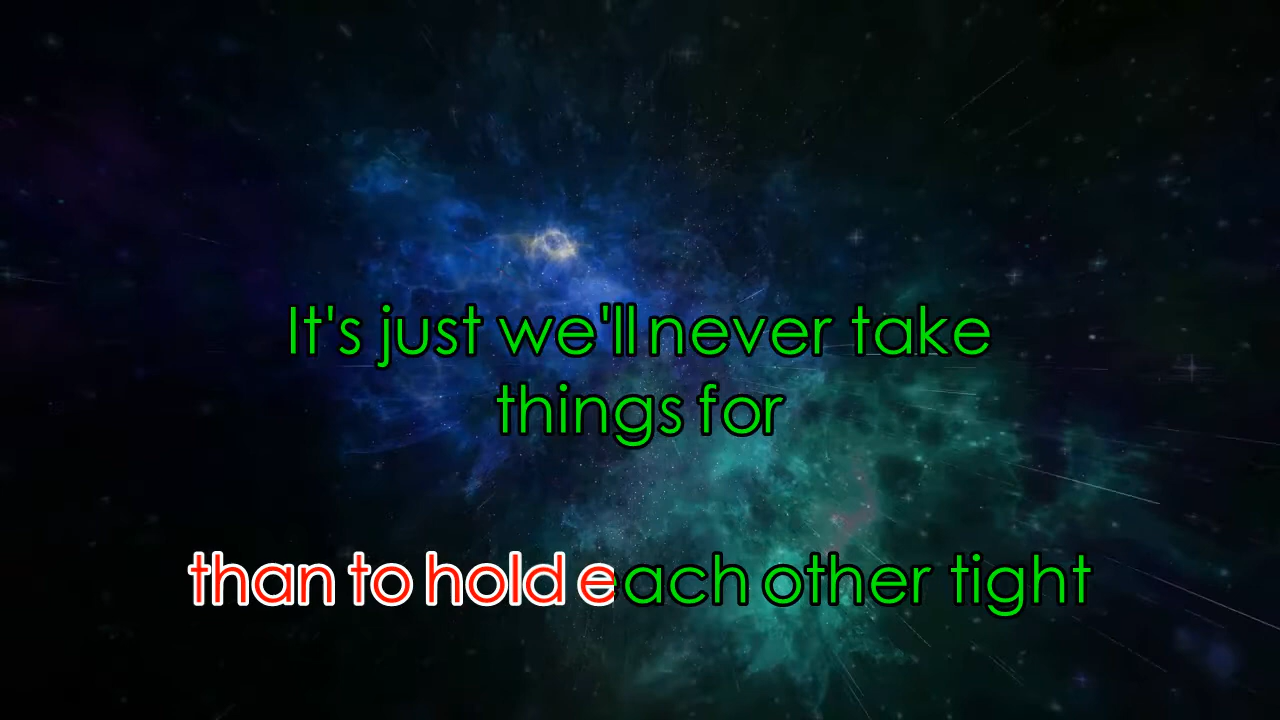 It's just we'll never take
things for
than to hold each other tight